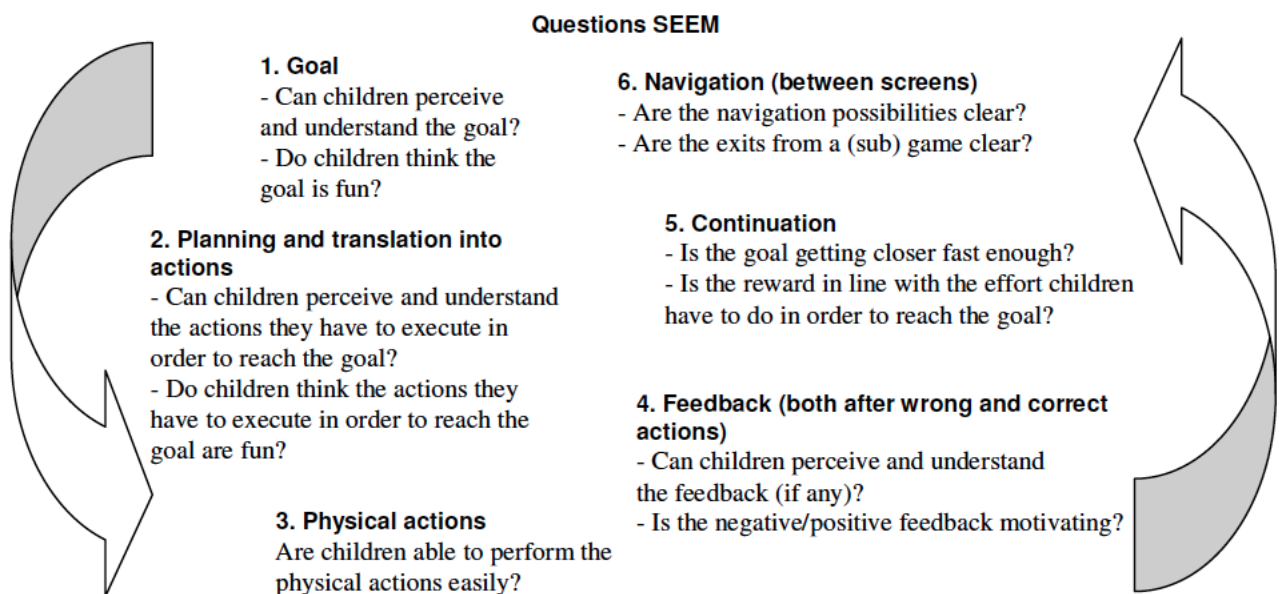 Questions SEEM
1. Goal
- Can children perceive
and understand the goal?
- Do children think the
goal is fun?
2. Planning and translation into
actions
- Can children perceive and understand
the actions they have to execute in
order to reach the goal?
- Do children think the actions they
have to execute in order to reach the
goal are fun?
3. Physical actions
Are children able to perform the
physical actions easily?
4. Feedback (both after wrong and correct
actions)
- Can children perceive and understand
the feedback (if any)?
- Is the negative/positive feedback motivating?
5. Continuation
- Is the goal getting closer fast enough?
- Is the reward in line with the effort children
have to do in order to reach the goal?
6. Navigation (between screens)
- Are the navigation possibilities clear?
- Are the exits from a (sub) game clear?